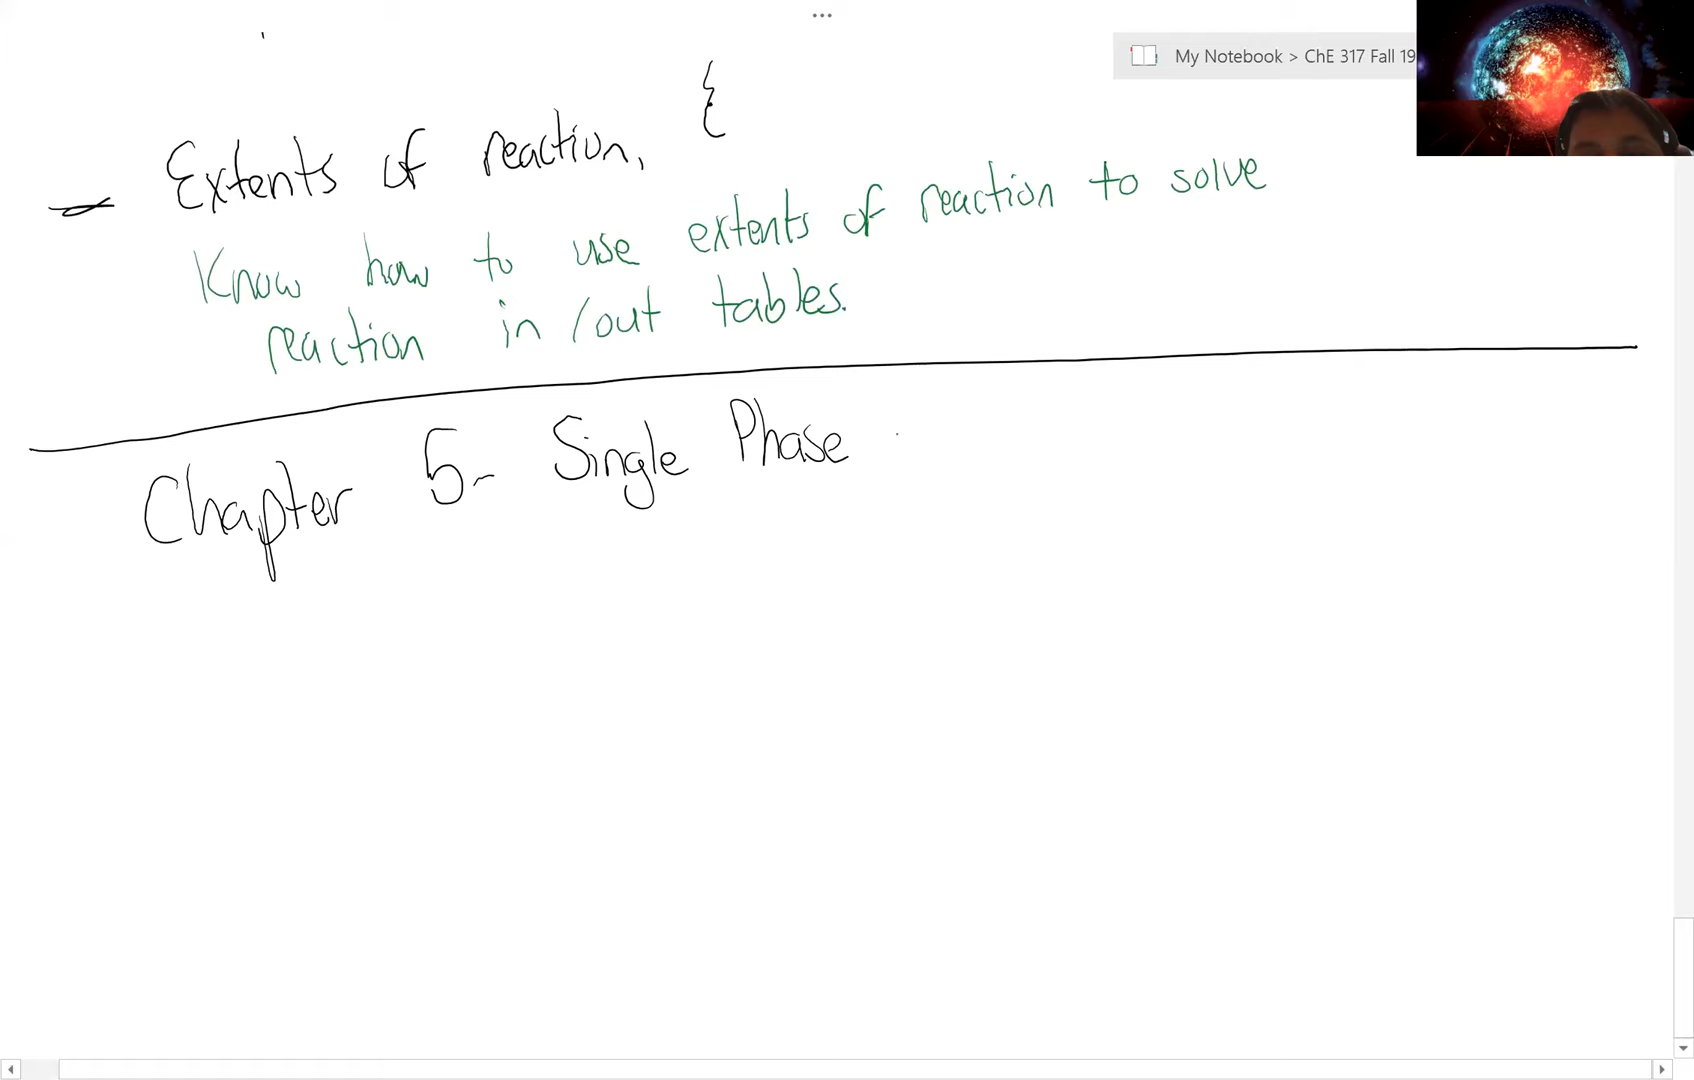 My Notebook > ChE 317 Fall 19
— Extents of reaction, ξ
Know how to use extents of reaction to solve
reaction in/out tables.
Chapter 5- Single Phase